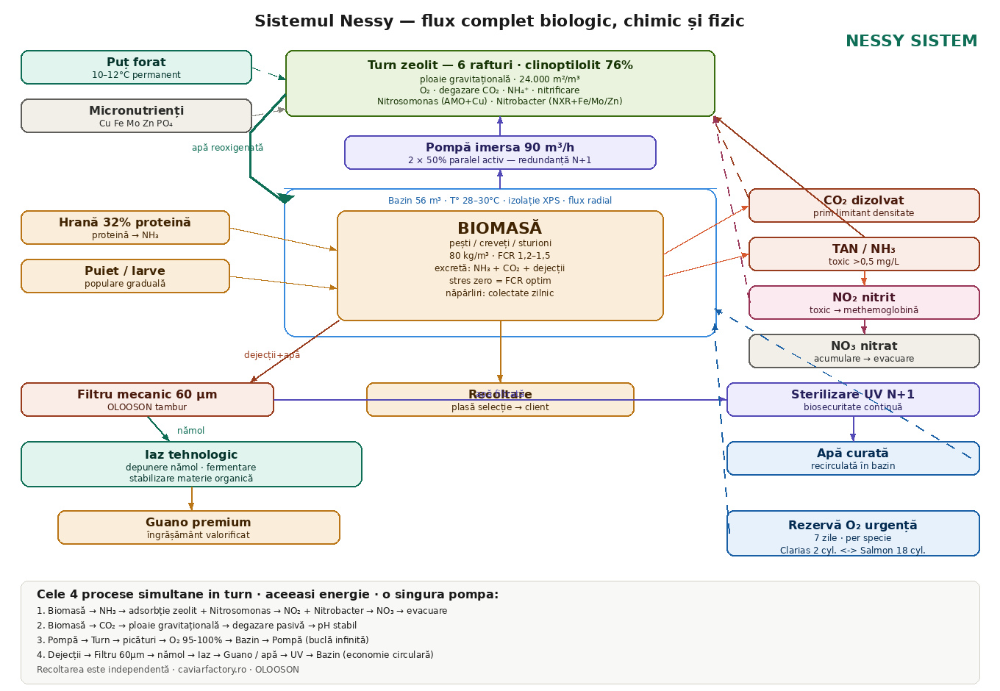 Sistemul Nessy — flux complet biologic, chimic și fizic
NESSY SISTEM
Puț forat
10–12°C permanent
Turn zeolit — 6 rafturi · clinoptilolit 76%
ploaie gravitațională · 24.000 m²/m³
O₂ · degazare CO₂ · NH₄⁺ · nitrificare
Nitrosomonas (AMO+Cu) · Nitrobacter (NXR+Fe/Mo/Zn)
Micronutrienți
Cu Fe Mo Zn PO₄
apă reoxigenată
Pompă imersa 90 m³/h
2 × 50% paralel activ — redundanță N+1
Bazin 56 m³ · T° 28–30°C · izolație XPS · flux radial
Hrană 32% proteină
proteină → NH₃
Puiet / larve
populare graduală
BIOMASĂ
pești / creveți / sturioni
80 kg/m³ · FCR 1,2–1,5
excretă: NH₃ + CO₂ + dejecții
stres zero = FCR optim
năpârliri: colectate zilnic
CO₂ dizolvat
prim limitant densitate
TAN / NH₃
toxic >0,5 mg/L
NO₂ nitrit
toxic → methemoglobină
NO₃ nitrat
acumulare → evacuare
dejecții+apă
Filtru mecanic 60 µm
OLOOSON tambur
apă filtrată
Recoltare
plasă selecție → client
Sterilizare UV N+1
biosecuritate continuă
nămol
Iaz tehnologic
depunere nămol · fermentare
stabilizare materie organică
Apă curată
recirculată în bazin
Guano premium
îngrășământ valorificat
Rezervă O₂ urgență
7 zile · per specie
Clarias 2 cyl. <-> Salmon 18 cyl.
Cele 4 procese simultane in turn · aceeasi energie · o singura pompa:
1. Biomasă → NH₃ → adsorbție zeolit + Nitrosomonas → NO₂ + Nitrobacter → NO₃ → evacuare
2. Biomasă → CO₂ → ploaie gravitațională → degazare pasivă → pH stabil
3. Pompă → Turn → picături → O₂ 95-100% → Bazin → Pompă (buclă infinită)
4. Dejecții → Filtru 60µm → nămol → Iaz → Guano / apă → UV → Bazin (economie circulară)
Recoltarea este independentă · caviarfactory.ro · OLOOSON